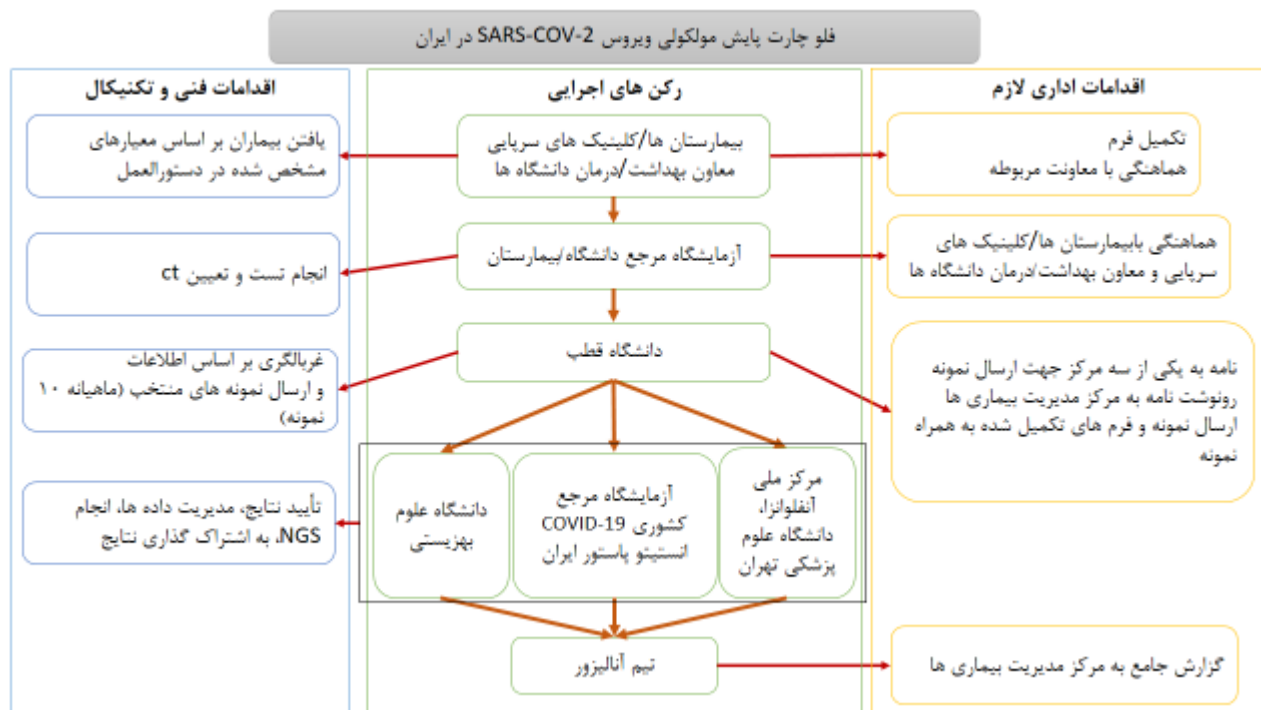 فلو چارت پایش مولکولی ویروس SARS-COV-2 در ایران
اقدامات اداری لازم
تکمیل فرم
هماهنگی با معاونت مربوطه
هماهنگی بابیمارستان ها/کلینیک های
سرپایی و معاون بهداشت/درمان دانشگاه ها
نامه به یکی از سه مرکز جهت ارسال نمونه
رونوشت نامه به مرکز مدیریت بیماری ها
ارسال نمونه و فرم های تکمیل شده به همراه
نمونه
گزارش جامع به مرکز مدیریت بیماری ها
رکن های اجرایی
بیمارستان ها/کلینیک های سرپایی
معاون بهداشت/درمان دانشگاه ها
آزمایشگاه مرجع دانشگاه/بیمارستان
دانشگاه قطب
مرکز ملی
آنفلوانزا،
دانشگاه علوم
پزشکی تهران
آزمایشگاه مرجع
کشوری COVID-19
انستیتو پاستور ایران
دانشگاه علوم
بهزیستی
تیم آنالیزور
اقدامات فنی و تکنیکال
یافتن بیماران بر اساس معیارهای
مشخص شده در دستورالعمل
انجام تست و تعیین ct
غربالگری بر اساس اطلاعات
و ارسال نمونه های منتخب (ماهیانه ۱۰
نمونه)
تأیید نتایج، مدیریت داده ها، انجام
NGS، به اشتراک گذاری نتایج